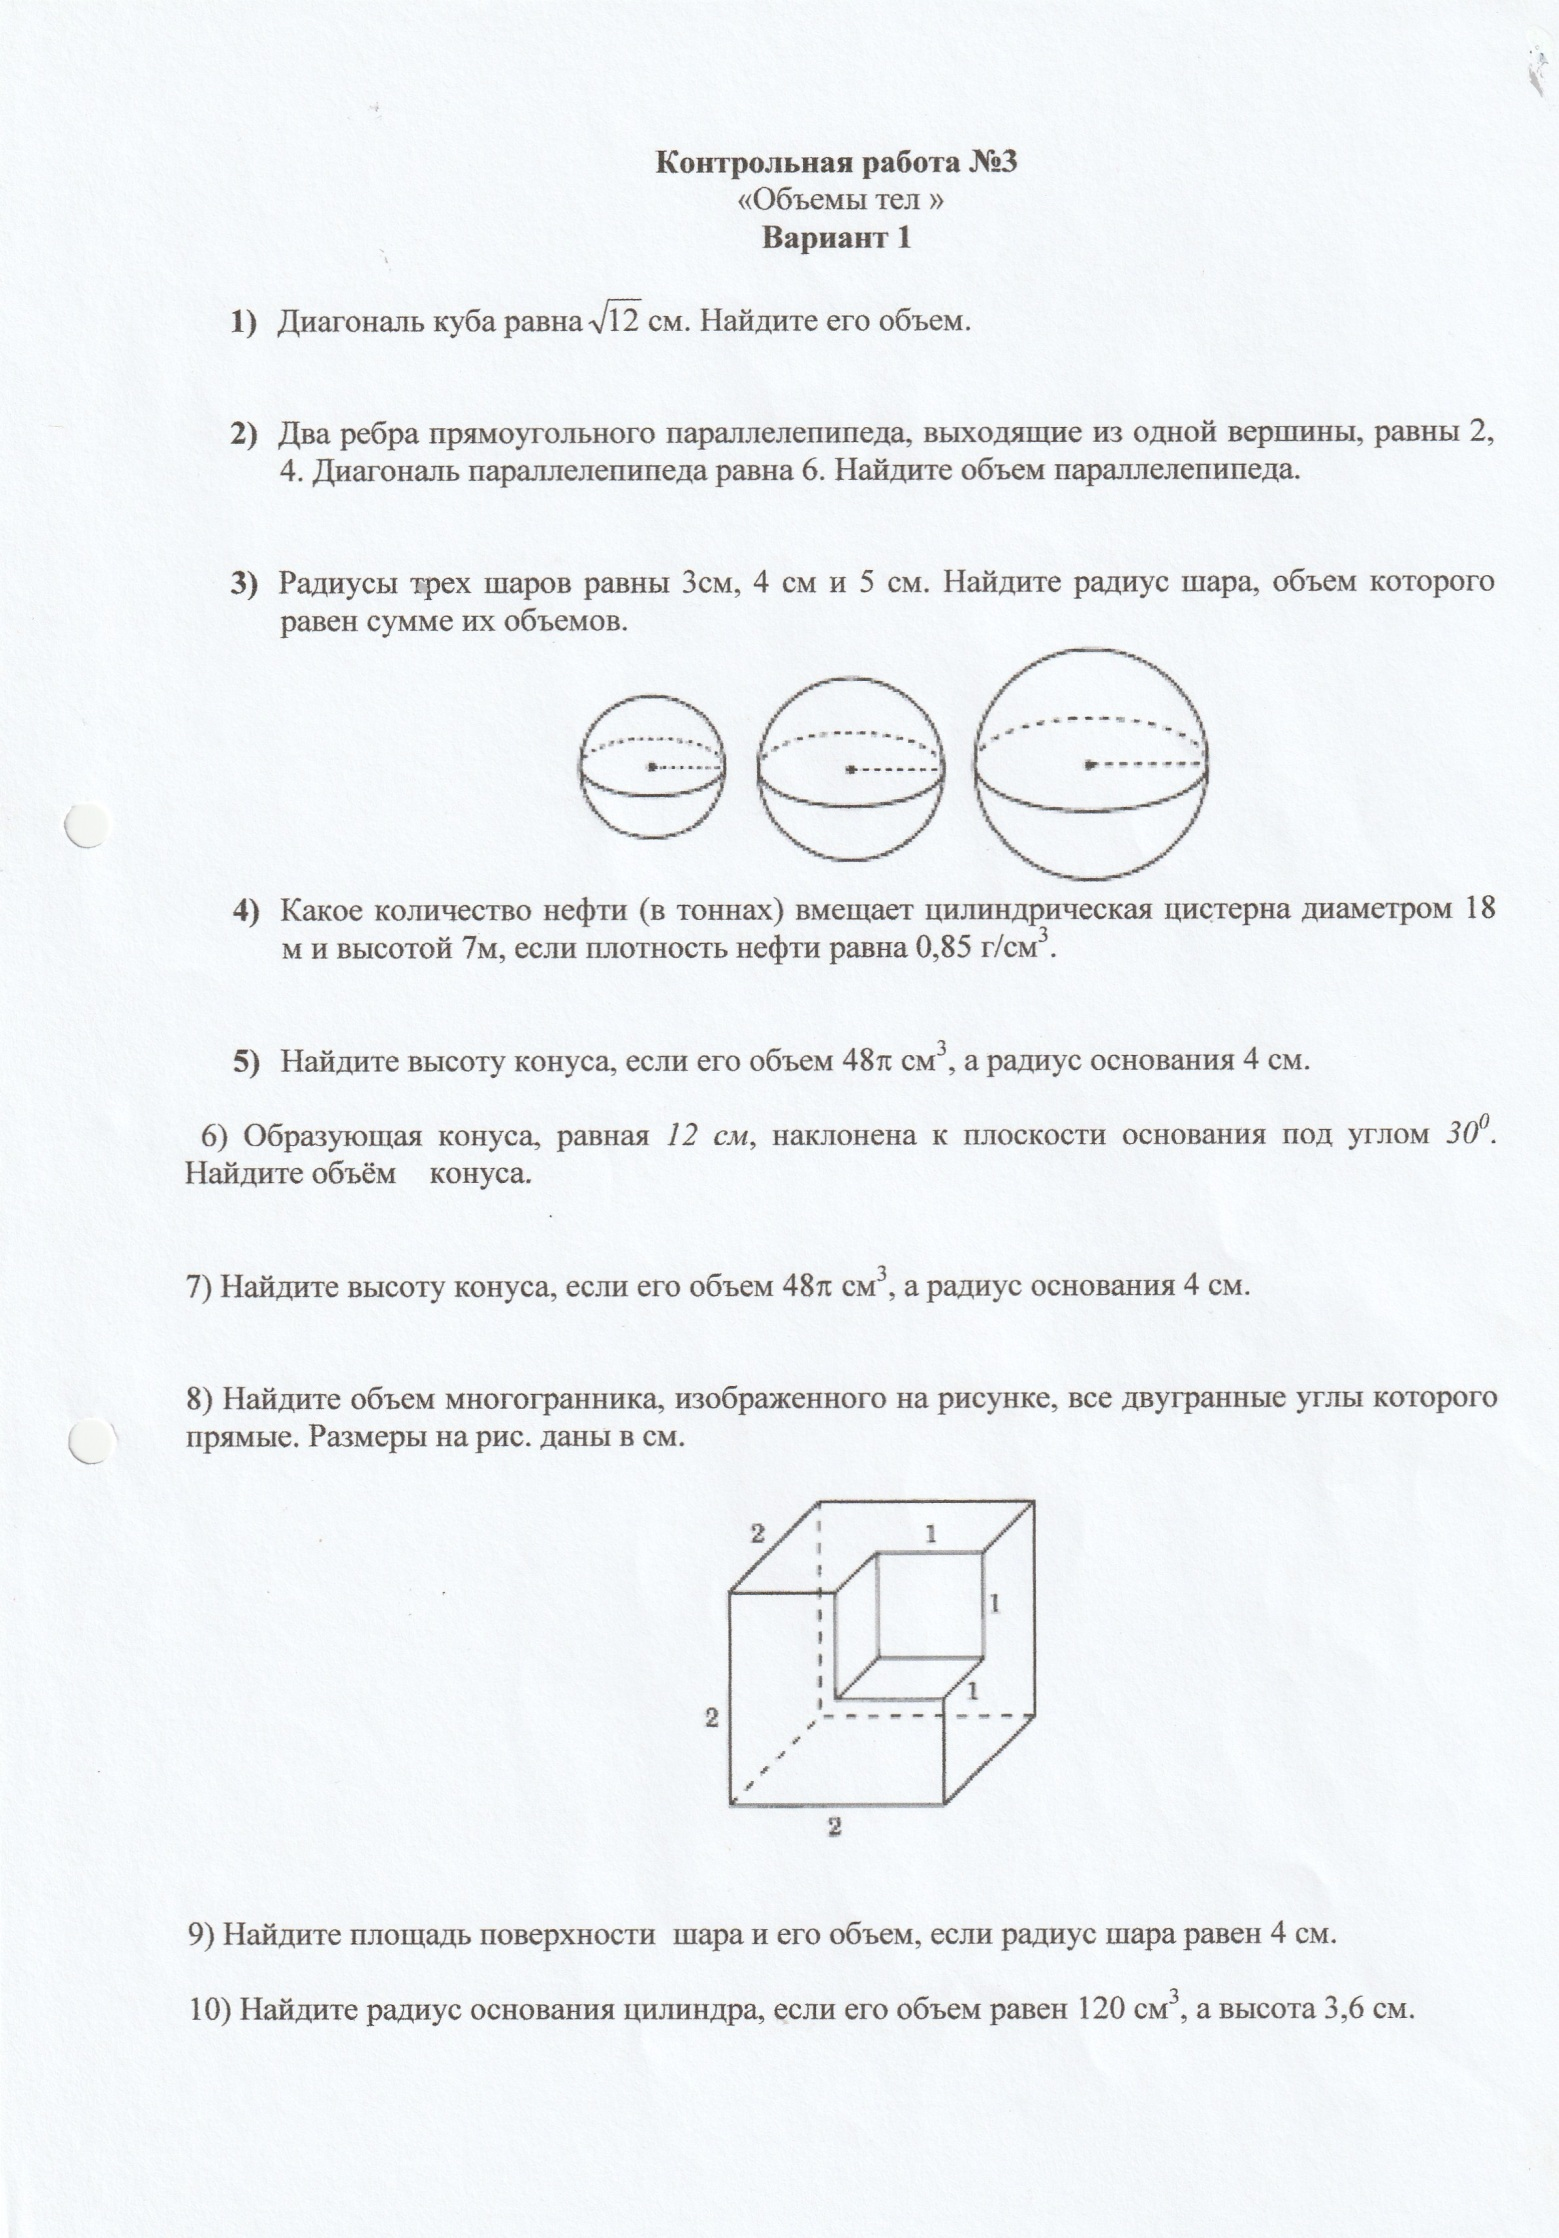 Контрольная работа №3
«Объемы тел »
Вариант 1
1) Диагональ куба равна √12 см. Найдите его объем.
2) Два ребра прямоугольного параллелепипеда, выходящие из одной вершины, равны 2,
4. Диагональ параллелепипеда равна 6. Найдите объем параллелепипеда.
3) Радиусы трех шаров равны 3см, 4 см и 5 см. Найдите радиус шара, объем которого
равен сумме их объемов.
4) Какое количество нефти (в тоннах) вмещает цилиндрическая цистерна диаметром 18
м и высотой 7м, если плотность нефти равна 0,85 г/см³.
5) Найдите высоту конуса, если его объем 48π см³, а радиус основания 4 см.
6) Образующая конуса, равная 12 см, наклонена к плоскости основания под углом 30⁰.
Найдите объём конуса.
7) Найдите высоту конуса, если его объем 48π см³, а радиус основания 4 см.
8) Найдите объем многогранника, изображенного на рисунке, все двугранные углы которого
прямые. Размеры на рис. даны в см.
2
1
1
1
2
2
9) Найдите площадь поверхности шара и его объем, если радиус шара равен 4 см.
10) Найдите радиус основания цилиндра, если его объем равен 120 см³, а высота 3,6 см.